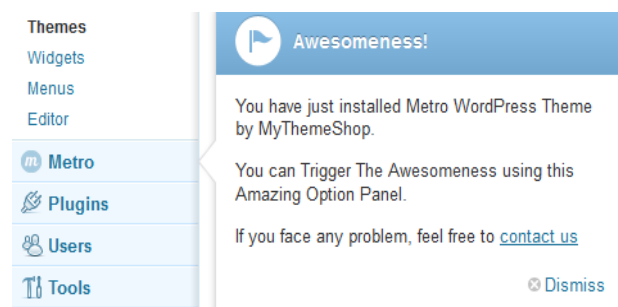 Themes
Widgets
Menus
Editor
Metro
Plugins
Users
Tools
Awesomeness!
You have just installed Metro WordPress Theme
by MyThemeShop.
You can Trigger The Awesomeness using this
Amazing Option Panel.
If you face any problem, feel free to contact us
Dismiss